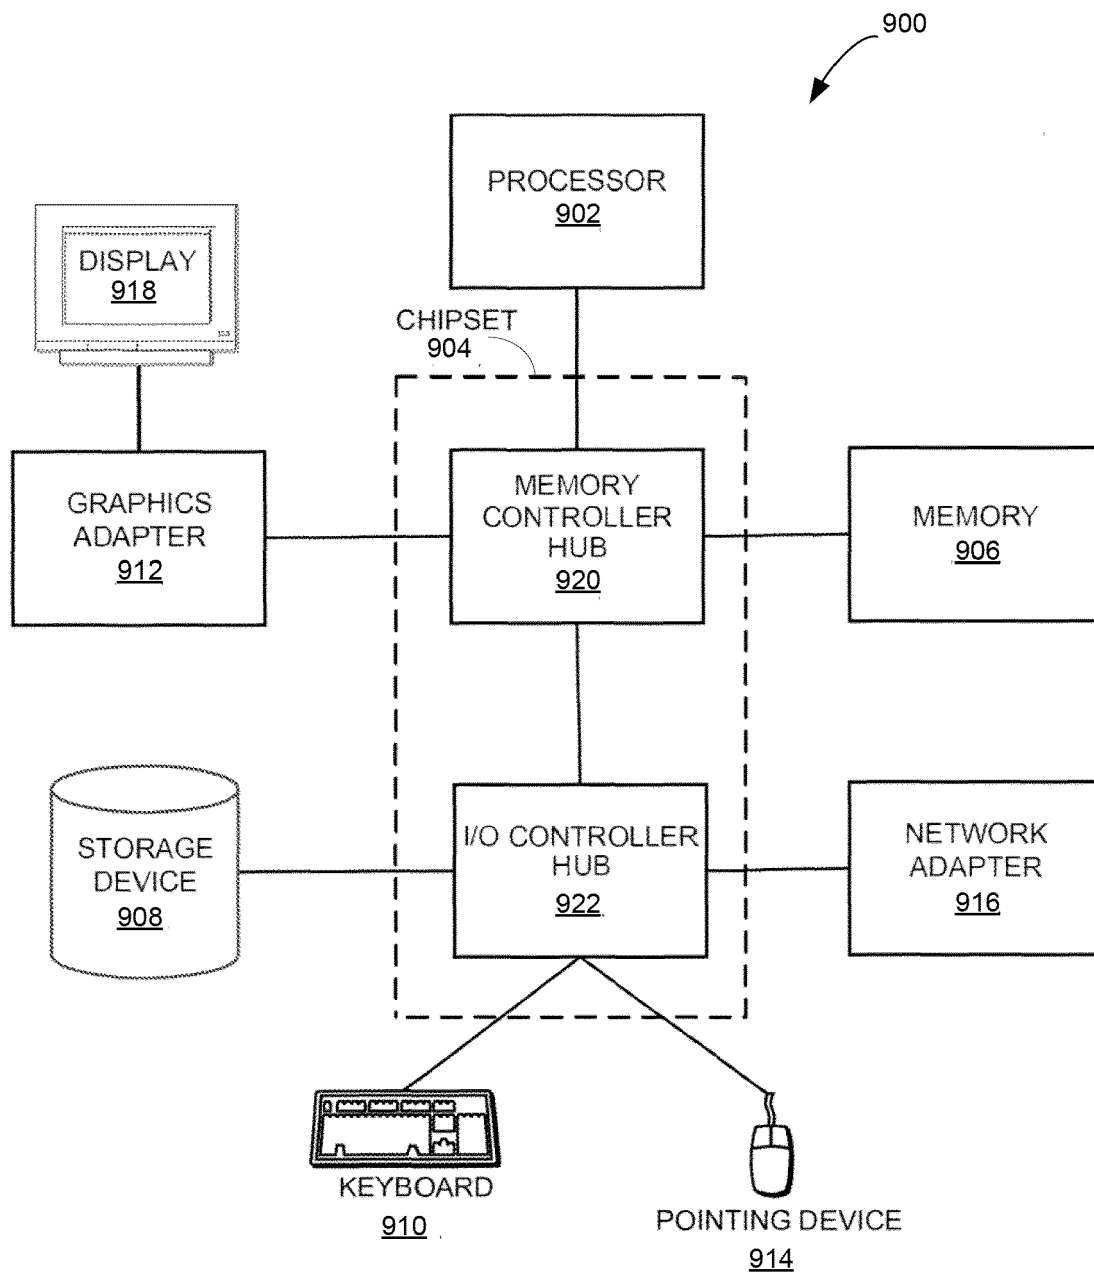 900
PROCESSOR
902
DISPLAY
918
CHIPSET
904
GRAPHICS
ADAPTER
912
MEMORY
CONTROLLER
HUB
920
MEMORY
906
STORAGE
DEVICE
908
I/O CONTROLLER
HUB
922
NETWORK
ADAPTER
916
KEYBOARD
910
POINTING DEVICE
914